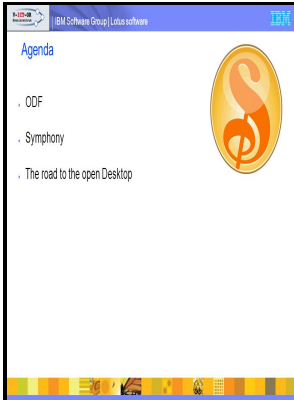 IBM Software Group | Lotus software
IBM
Agenda
ODF
Symphony
The road to the open Desktop